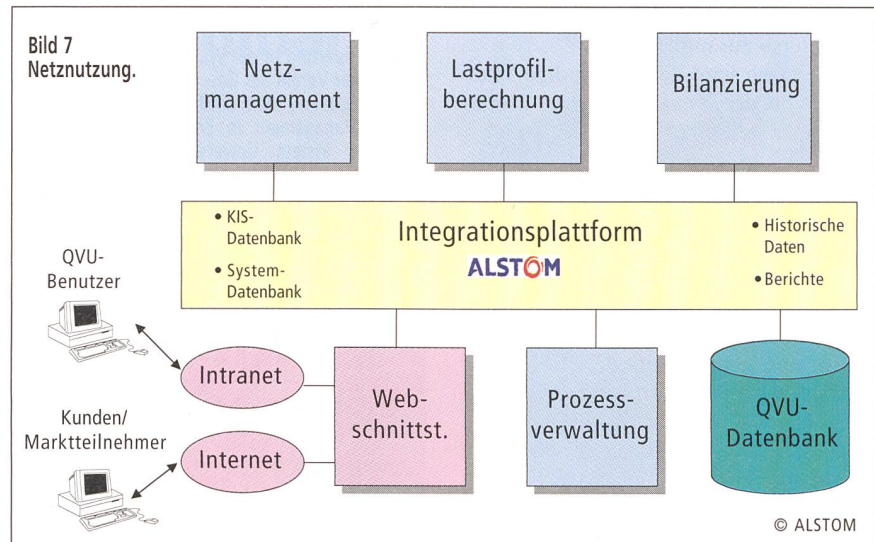 Bild 7
Netznutzung.
Netz-
management
Lastprofil-
berechnung
Bilanzierung
• KIS-
Datenbank
• System-
Datenbank
Integrationsplattform
ALSTOM
• Historische
Daten
• Berichte
QVU-
Benutzer
Intranet
Kunden/
Marktteilnehmer
Internet
Web-
schnittst.
Prozess-
verwaltung
QVU-
Datenbank
© ALSTOM